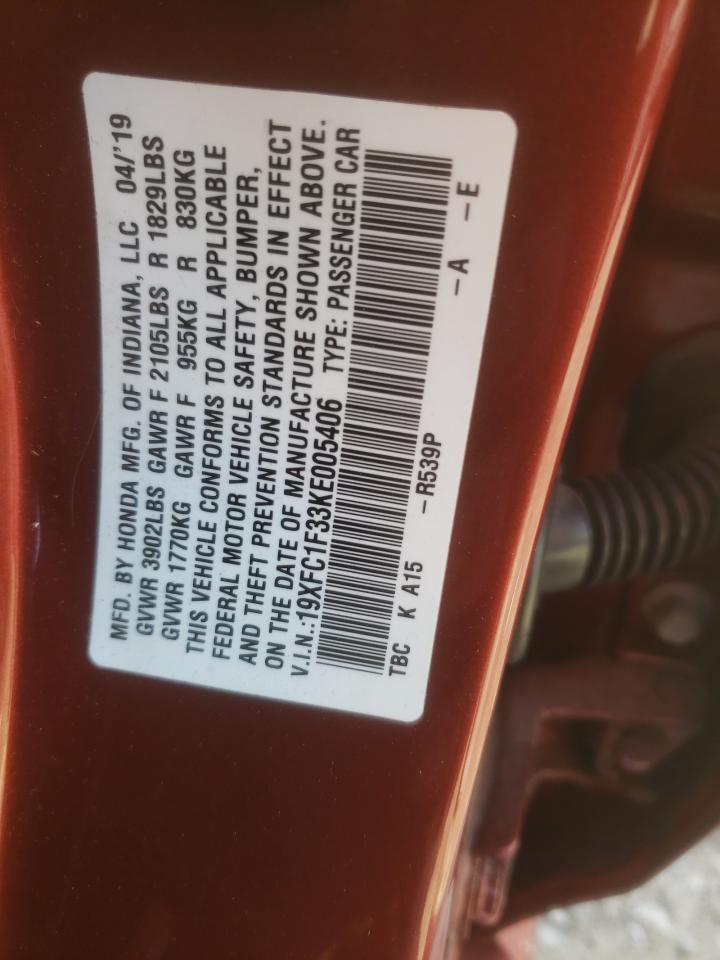 MFD. BY HONDA MFG. OF INDIANA, LLC 04/'19
GVWR 3902LBS GAWR F 2105LBS R 1829LBS
GVWR 1770KG GAWR F 955KG R 830KG
THIS VEHICLE CONFORMS TO ALL APPLICABLE
FEDERAL MOTOR VEHICLE SAFETY, BUMPER,
AND THEFT PREVENTION STANDARDS IN EFFECT
ON THE DATE OF MANUFACTURE SHOWN ABOVE.
V.I.N.:19XFC1F33KE005406 TYPE: PASSENGER CAR
TBC K A15 -R539P -A -E